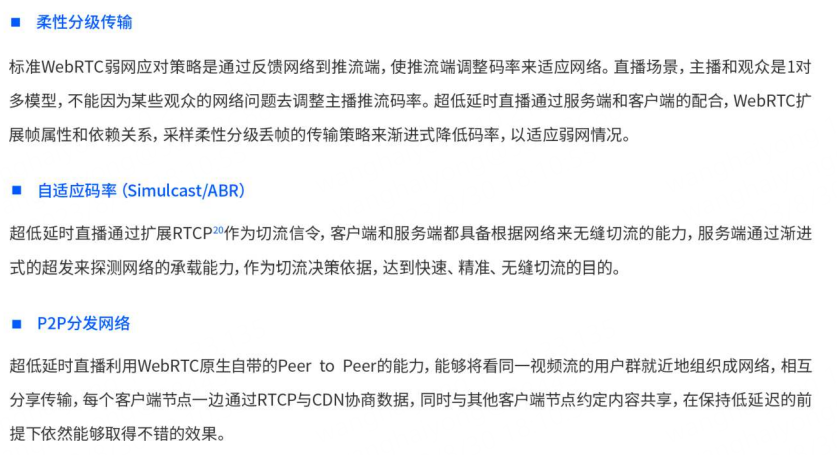 ■ 柔性分级传输
标准WebRTC弱网应对策略是通过反馈网络到推流端，使推流端调整码率来适应网络。直播场景，主播和观众是1对
多模型，不能因为某些观众的网络问题去调整主播推流码率。超低延时直播通过服务端和客户端的配合，WebRTC扩
展帧属性和依赖关系，采样柔性分级丢帧的传输策略来渐进式降低码率，以适应弱网情况。
■ 自适应码率（Simulcast/ABR）
超低延时直播通过扩展RTCP20作为切流信令，客户端和服务端都具备根据网络来无缝切流的能力，服务端通过渐进
式的超发来探测网络的承载能力，作为切流决策依据，达到快速、精准、无缝切流的目的。
■ P2P分发网络
超低延时直播利用WebRTC原生自带的Peer to Peer的能力，能够将看同一视频流的用户群就近地组织成网络，相互
分享传输，每个客户端节点一边通过RTCP与CDN协商数据，同时与其他客户端节点约定内容共享，在保持低延迟的前
提下依然能够取得不错的效果。